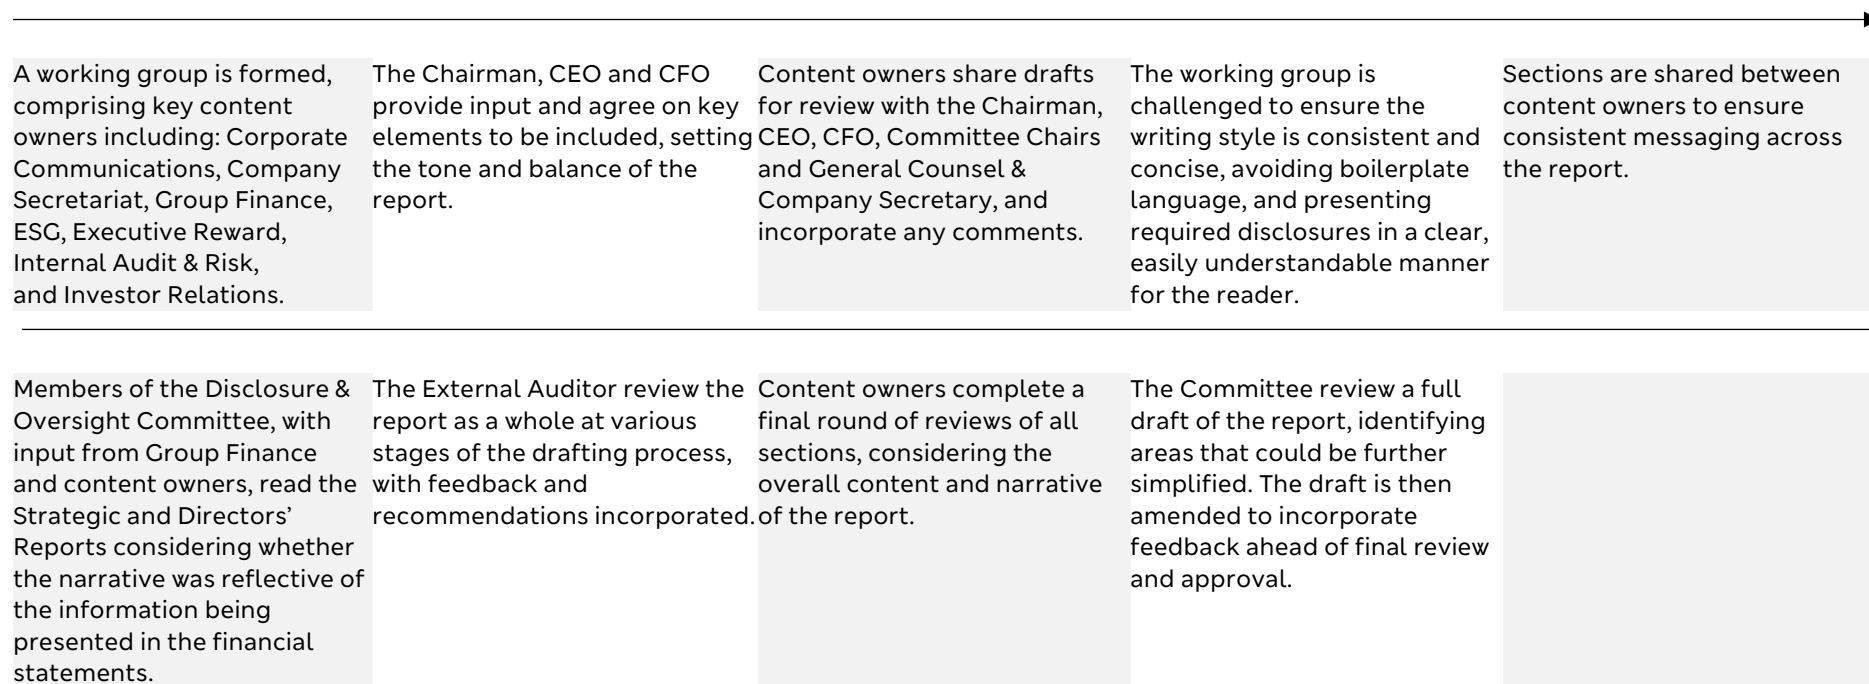 A working group is formed,
comprising key content
owners including: Corporate
Communications, Company
Secretariat, Group Finance,
ESG, Executive Reward,
Internal Audit & Risk,
and Investor Relations.
The Chairman, CEO and CFO
provide input and agree on key
elements to be included, setting
the tone and balance of the
report.
Content owners share drafts
for review with the Chairman,
CEO, CFO, Committee Chairs
and General Counsel &
Company Secretary, and
incorporate any comments.
The working group is
challenged to ensure the
writing style is consistent and
concise, avoiding boilerplate
language, and presenting
required disclosures in a clear,
easily understandable manner
for the reader.
Sections are shared between
content owners to ensure
consistent messaging across
the report.
Members of the Disclosure &
Oversight Committee, with
input from Group Finance
and content owners, read the
Strategic and Directors’
Reports considering whether
the narrative was reflective of
the information being
presented in the financial
statements.
The External Auditor review the
report as a whole at various
stages of the drafting process,
with feedback and
recommendations incorporated.
Content owners complete a
final round of reviews of all
sections, considering the
overall content and narrative
of the report.
The Committee review a full
draft of the report, identifying
areas that could be further
simplified. The draft is then
amended to incorporate
feedback ahead of final review
and approval.